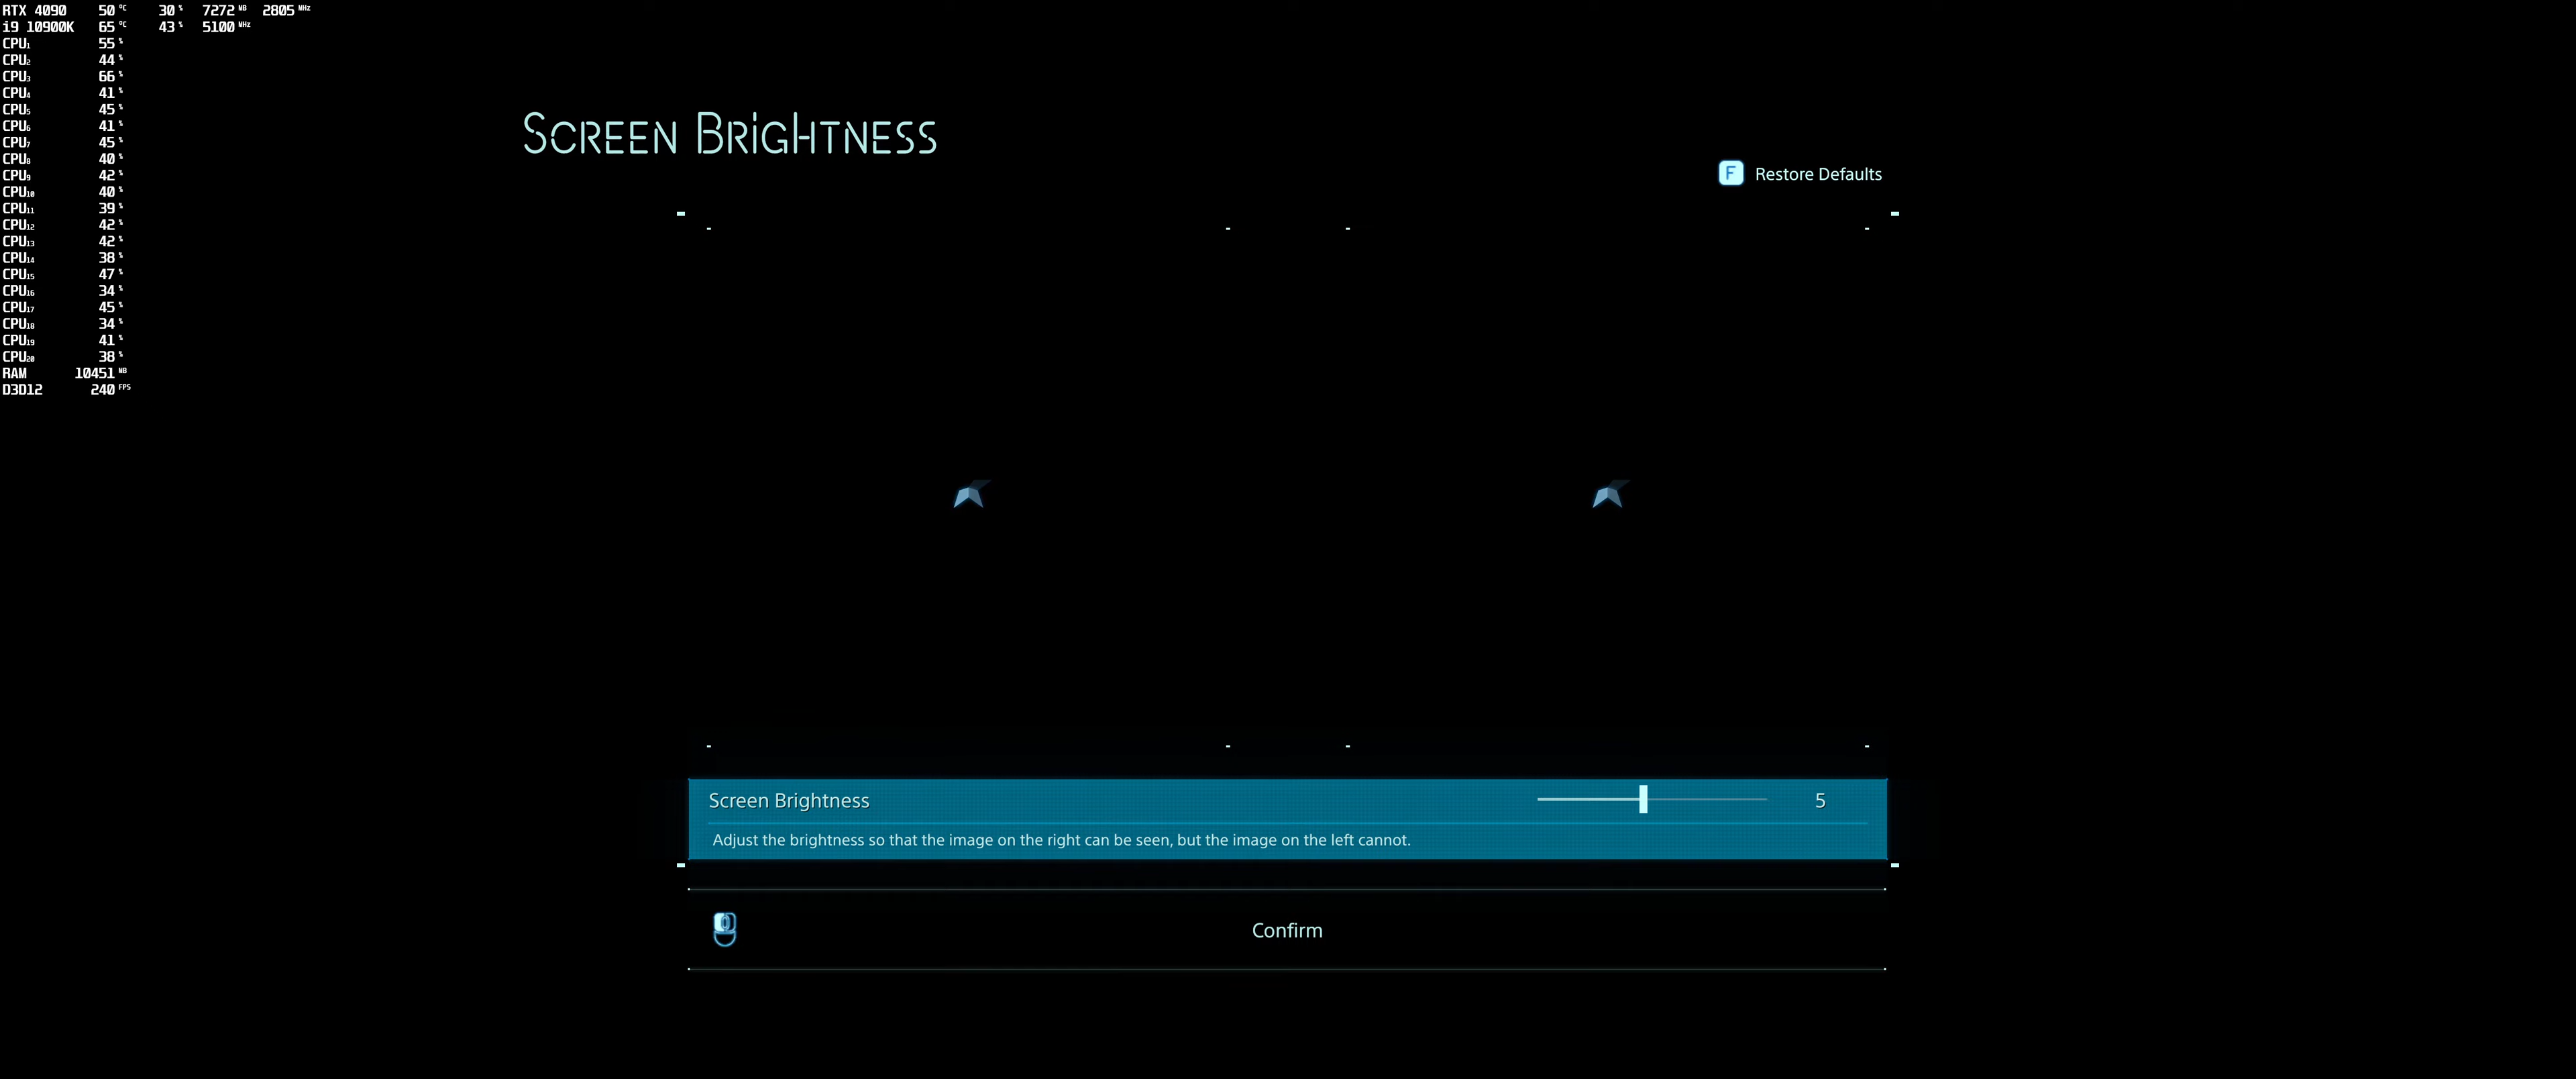 RTX 4090 50 °C 30 % 7272 MB 2805 MHz
i9 10900K 65 °C 43 % 5100 MHz
CPU1 55 %
CPU2 44 %
CPU3 66 %
CPU4 41 %
CPU5 45 %
CPU6 41 %
CPU7 45 %
CPU8 40 %
CPU9 42 %
CPU10 40 %
CPU11 39 %
CPU12 42 %
CPU13 42 %
CPU14 38 %
CPU15 47 %
CPU16 34 %
CPU17 45 %
CPU18 34 %
CPU19 41 %
CPU20 38 %
RAM 10451 MB
D3D12 240 FPS
Screen Brightness
F Restore Defaults
Screen Brightness 5
Adjust the brightness so that the image on the right can be seen, but the image on the left cannot.
Confirm